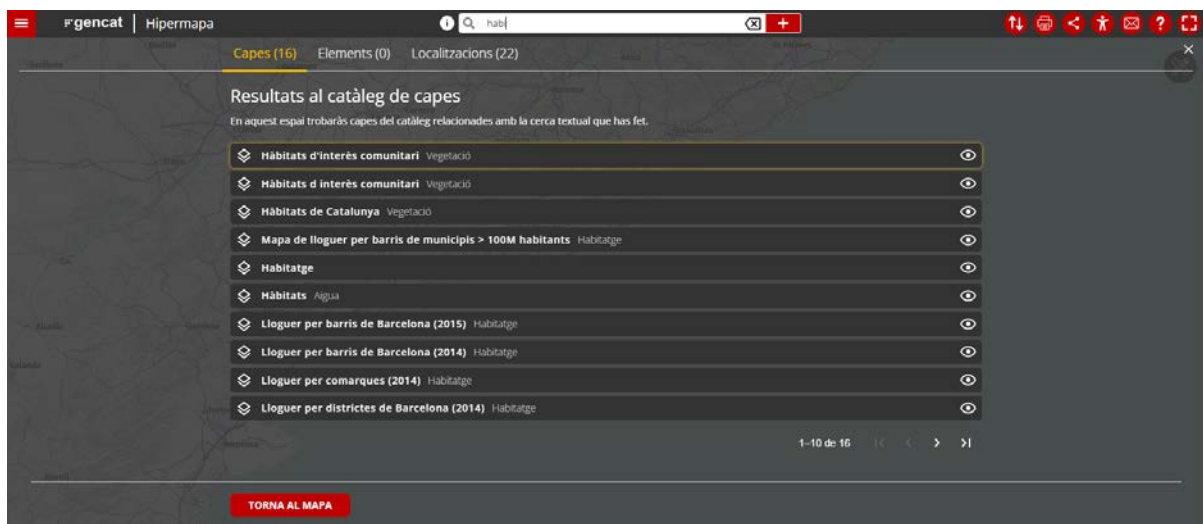 gencat | Hipermapa
habl
Capes (16) Elements (0) Localitzacions (22)
Resultats al catàleg de capes
En aquest espai trobaràs capes del catàleg relacionades amb la cerca textual que has fet.
Hàbitats d'interès comunitari Vegetació
Hàbitats d interès comunitari Vegetació
Hàbitats de Catalunya Vegetació
Mapa de lloguer per barris de municipis > 100M habitants Habitatge
Habitatge
Hàbitats Aigua
Lloguer per barris de Barcelona (2015) Habitatge
Lloguer per barris de Barcelona (2014) Habitatge
Lloguer per comarques (2014) Habitatge
Lloguer per districtes de Barcelona (2014) Habitatge
1–10 de 16
TORNA AL MAPA